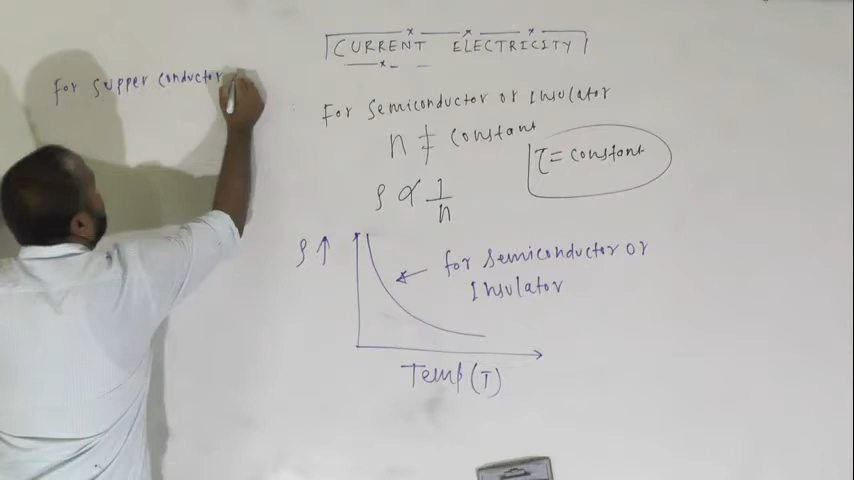 CURRENT ELECTRICITY
For Supper Conductor
For Semiconductor or Insulator
n ≠ constant
τ = constant
ρ ∝ 1/n
ρ ↑
for semiconductor or
Insulator
Temp (T)